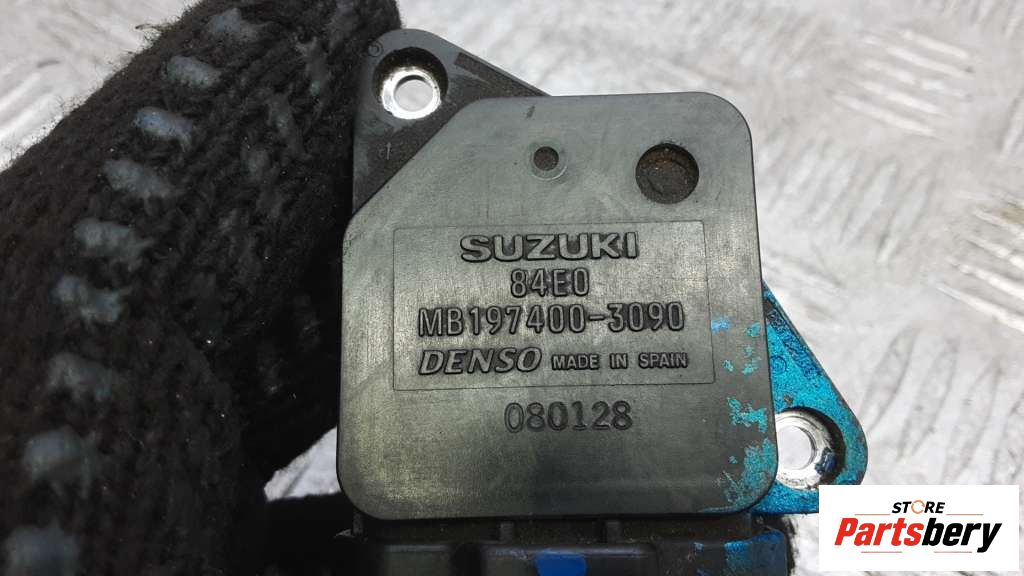 SUZUKI
84E0
MB197400-3090
DENSO MADE IN SPAIN
080128
STORE
Partsbery